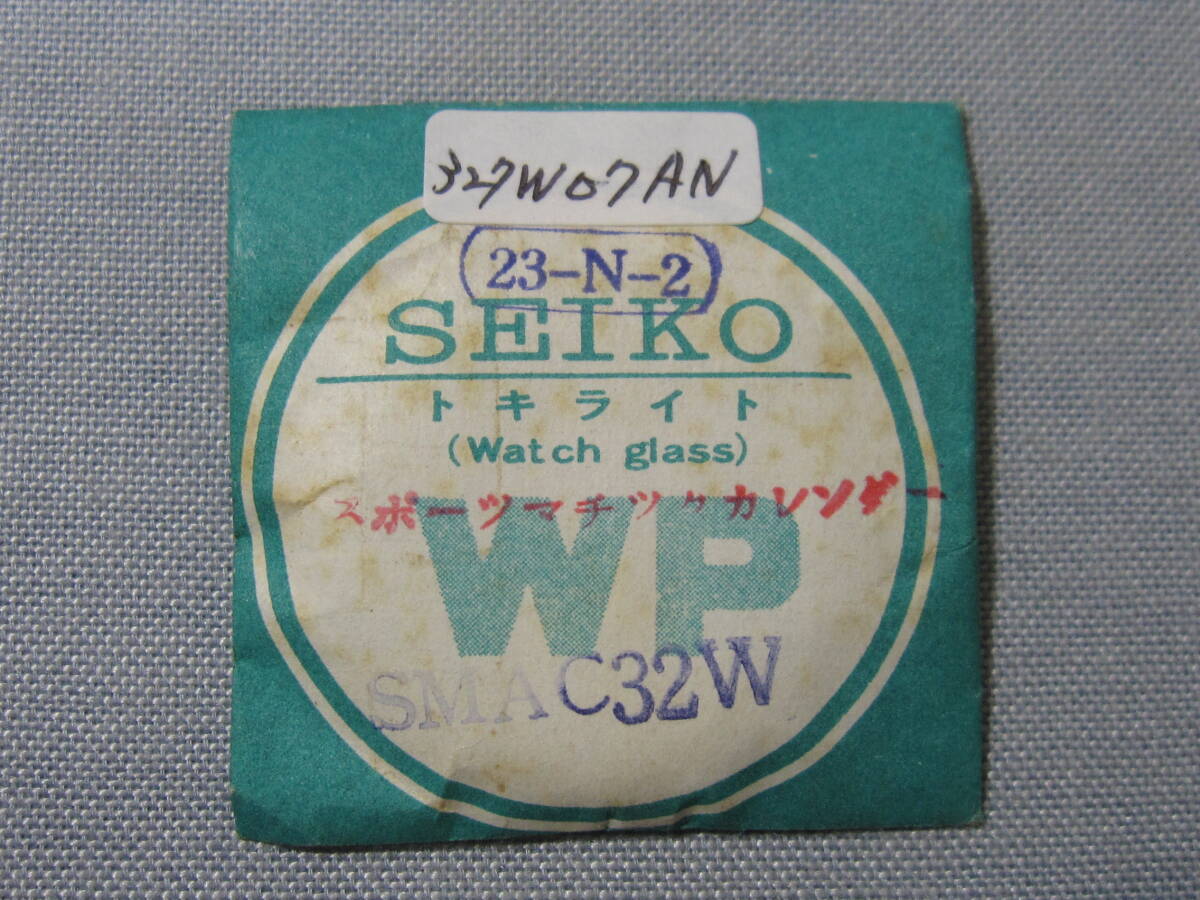 327W07AN
23-N-2
SEIKO
トキライト
(Watch glass)
スポーツマチツクカレンダー
WP
SMAC32W